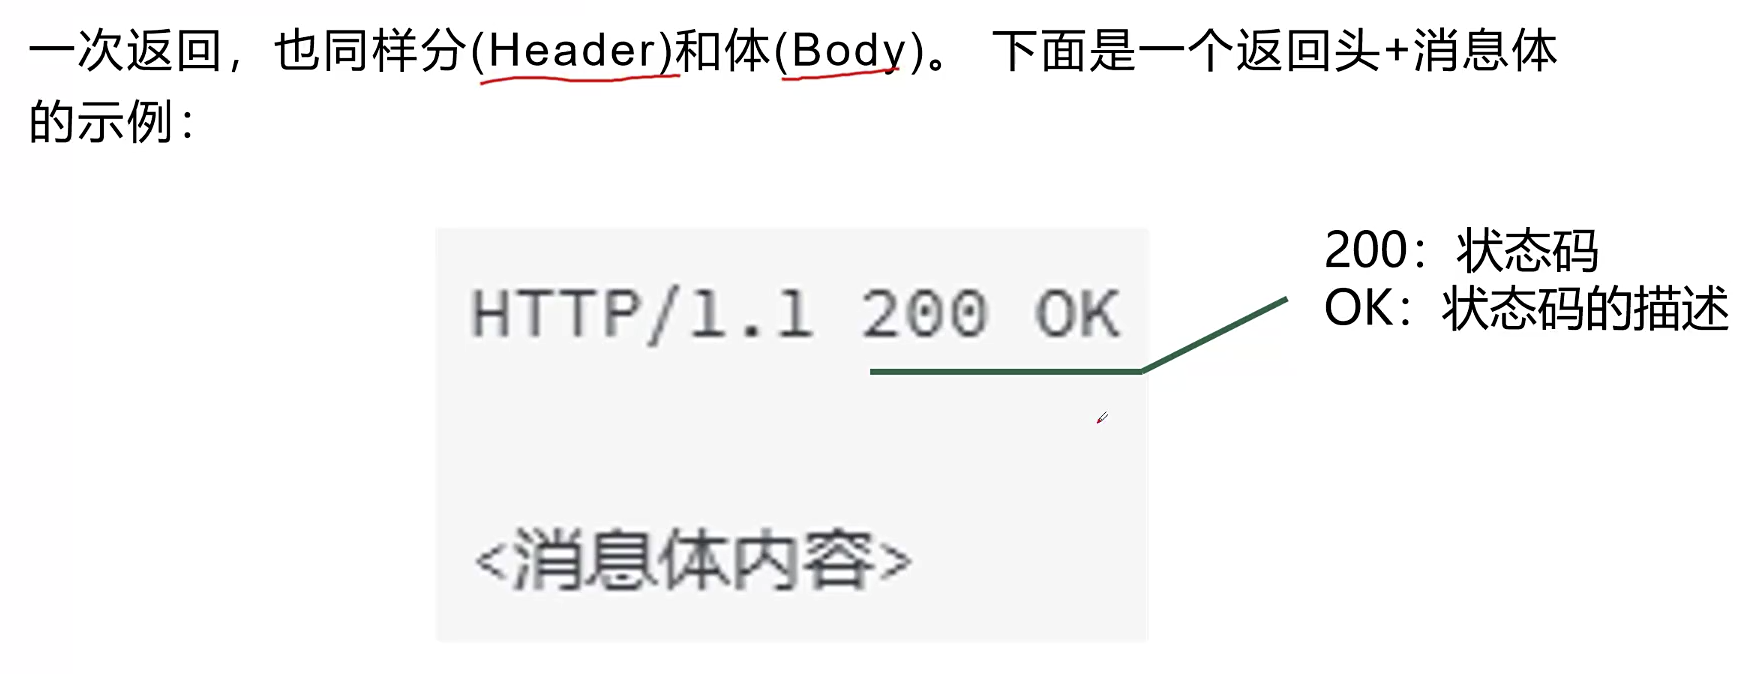 一次返回，也同样分(Header)和体(Body)。 下面是一个返回头+消息体
的示例：
200：状态码
OK：状态码的描述
HTTP/1.1 200 OK
<消息体内容>